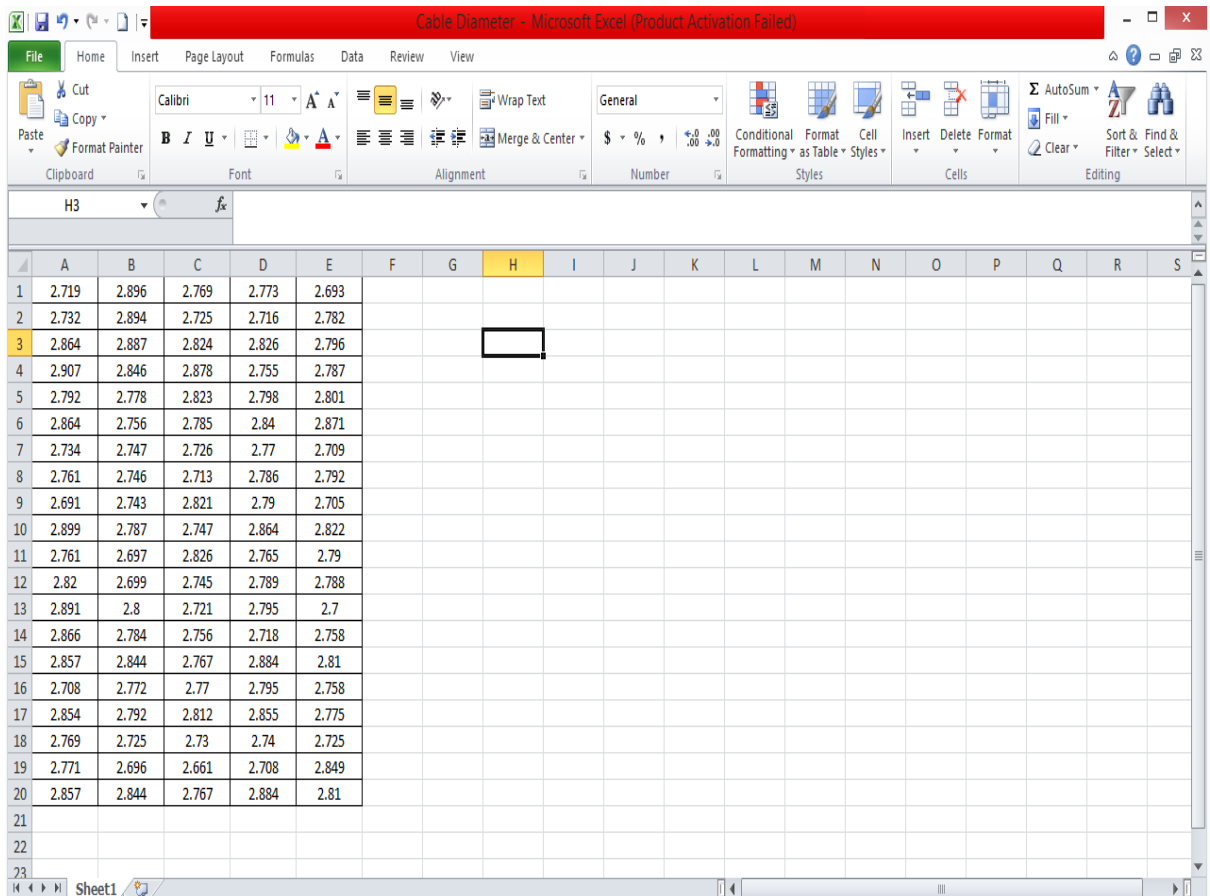 Cable Diameter - Microsoft Excel (Product Activation Failed)
File Home Insert Page Layout Formulas Data Review View
Cut
Copy
Format Painter
Paste
Clipboard
Calibri 11 A A
B I U A
Font
Wrap Text
Merge & Center
Alignment
General
$ % , .0 .00 .00 .0
Number
Conditional Formatting
Format as Table
Cell Styles
Styles
Insert Delete Format
Cells
Σ AutoSum
Fill
Clear
Sort & Filter
Find & Select
Editing
H3 fx
A B C D E F G H I J K L M N O P Q R S
1 2.719 2.896 2.769 2.773 2.693
2 2.732 2.894 2.725 2.716 2.782
3 2.864 2.887 2.824 2.826 2.796
4 2.907 2.846 2.878 2.755 2.787
5 2.792 2.778 2.823 2.798 2.801
6 2.864 2.756 2.785 2.84 2.871
7 2.734 2.747 2.726 2.77 2.709
8 2.761 2.746 2.713 2.786 2.792
9 2.691 2.743 2.821 2.79 2.705
10 2.899 2.787 2.747 2.864 2.822
11 2.761 2.697 2.826 2.765 2.79
12 2.82 2.699 2.745 2.789 2.788
13 2.891 2.8 2.721 2.795 2.7
14 2.866 2.784 2.756 2.718 2.758
15 2.857 2.844 2.767 2.884 2.81
16 2.708 2.772 2.77 2.795 2.758
17 2.854 2.792 2.812 2.855 2.775
18 2.769 2.725 2.73 2.74 2.725
19 2.771 2.696 2.661 2.708 2.849
20 2.857 2.844 2.767 2.884 2.81
21
22
23
Sheet1